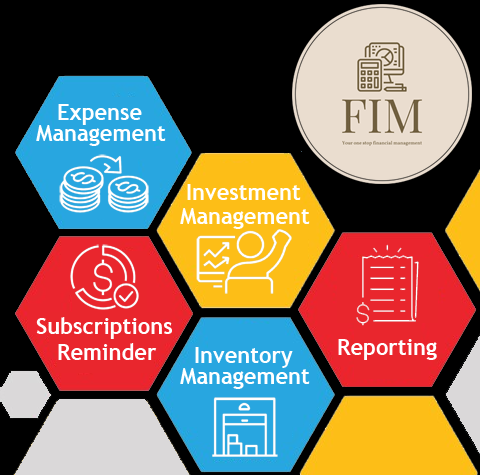 FIM
Your one stop financial management
Expense
Management
Investment
Management
Subscriptions
Reminder
Reporting
Inventory
Management